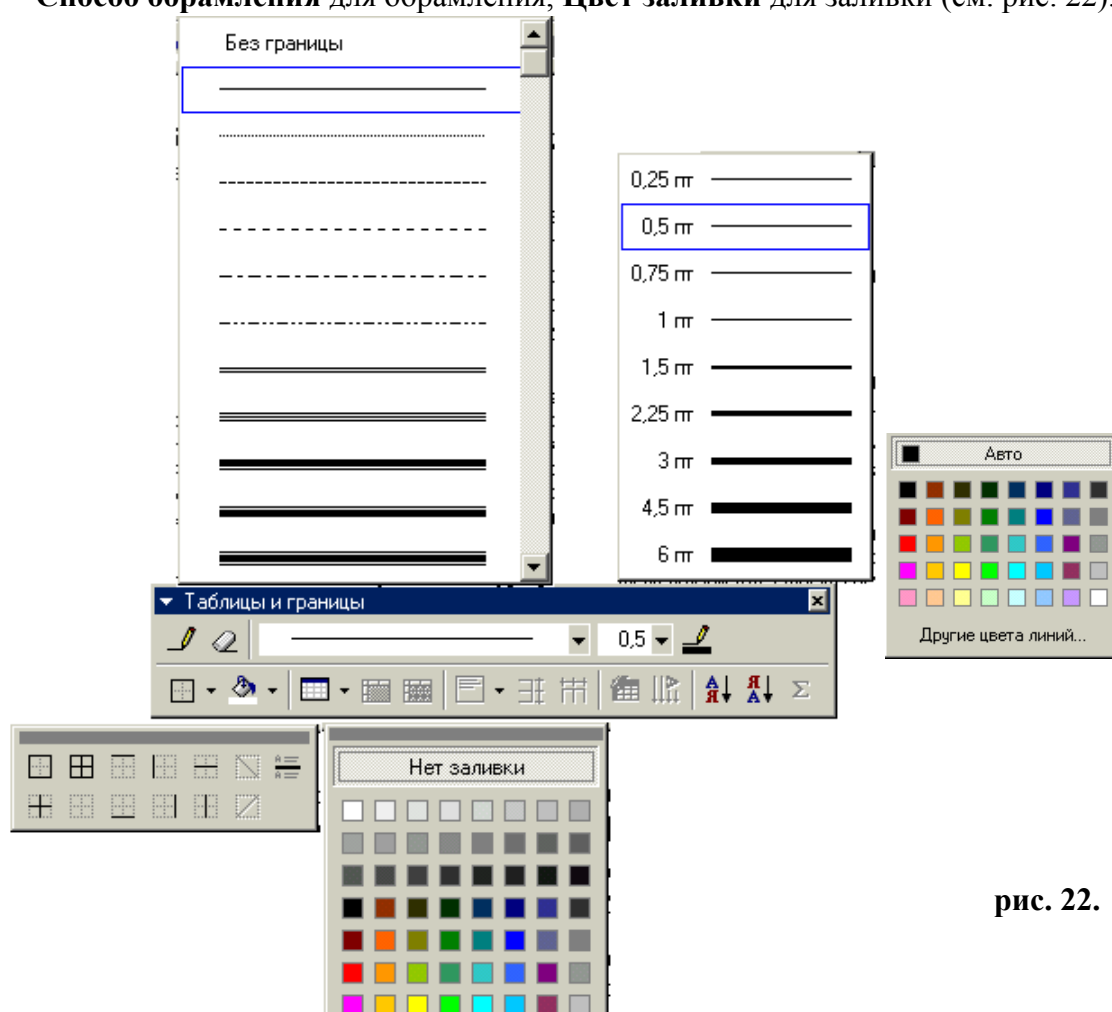 Способ обрамления для обрамления, Цвет заливки для заливки (см. рис. 22).
Без границы
0,25 пт
0,5 пт
0,75 пт
1 пт
1,5 пт
2,25 пт
3 пт
4,5 пт
6 пт
Авто
Другие цвета линий...
Таблицы и границы
0,5
Нет заливки
рис. 22.